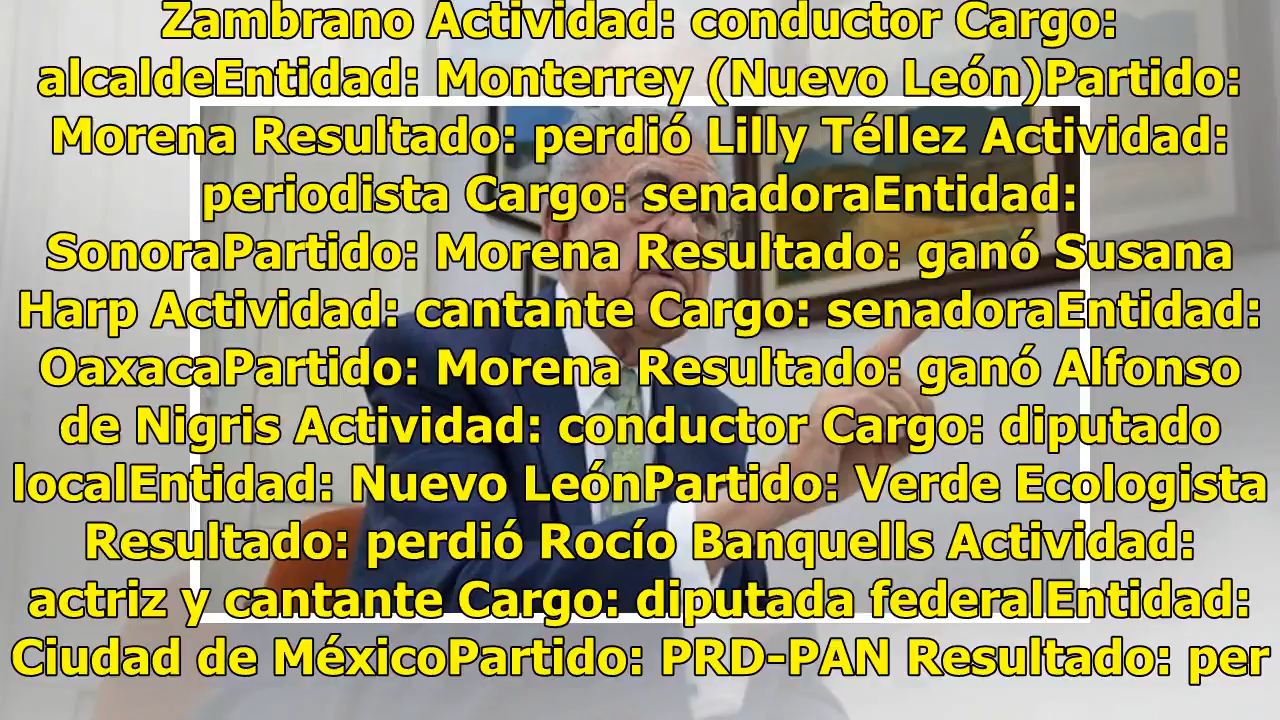 Zambrano Actividad: conductor Cargo:
alcaldeEntidad: Monterrey (Nuevo León)Partido:
Morena Resultado: perdió Lilly Téllez Actividad:
periodista Cargo: senadoraEntidad:
SonoraPartido: Morena Resultado: ganó Susana
Harp Actividad: cantante Cargo: senadoraEntidad:
OaxacaPartido: Morena Resultado: ganó Alfonso
de Nigris Actividad: conductor Cargo: diputado
localEntidad: Nuevo LeónPartido: Verde Ecologista
Resultado: perdió Rocío Banquells Actividad:
actriz y cantante Cargo: diputada federalEntidad:
Ciudad de MéxicoPartido: PRD-PAN Resultado: per